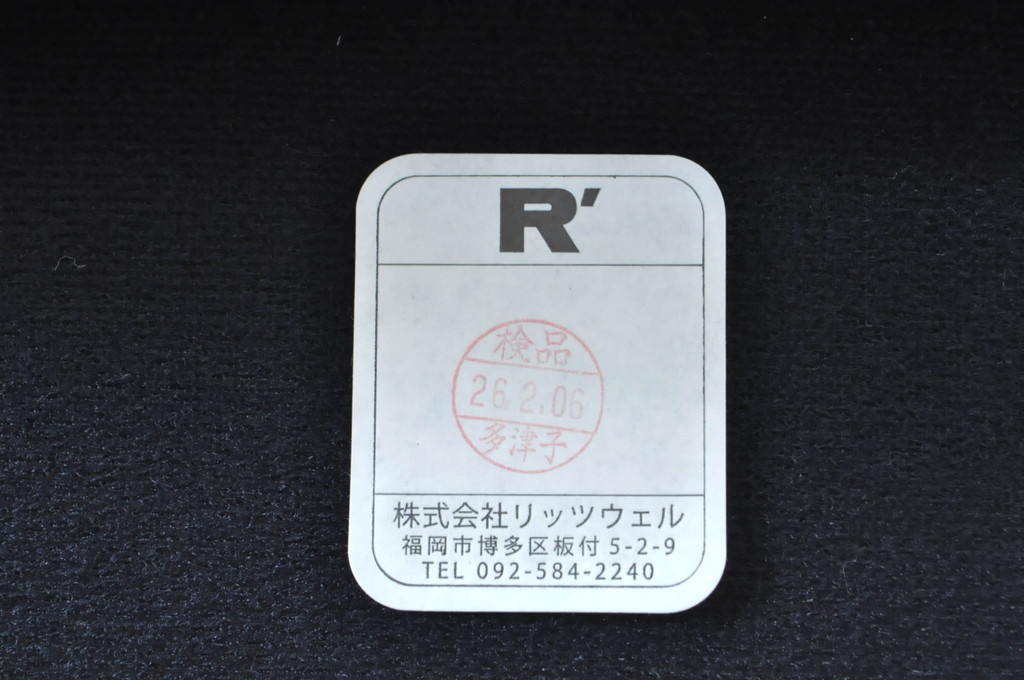 R'
検品
26.2.06
多津子
株式会社リッツウェル
福岡市博多区板付 5-2-9
TEL 092-584-2240